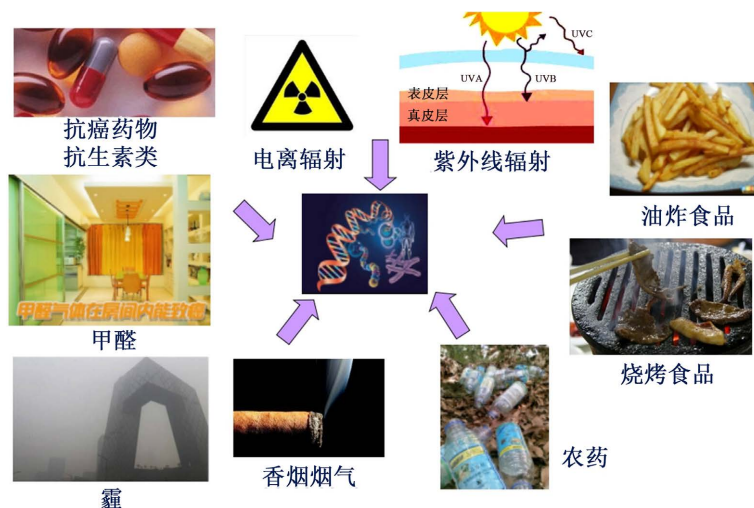 抗癌药物
抗生素类
电离辐射
UVC
UVA
UVB
表皮层
真皮层
紫外线辐射
油炸食品
甲醛气体在房间内能致癌
甲醛
烧烤食品
霾
香烟烟气
农药